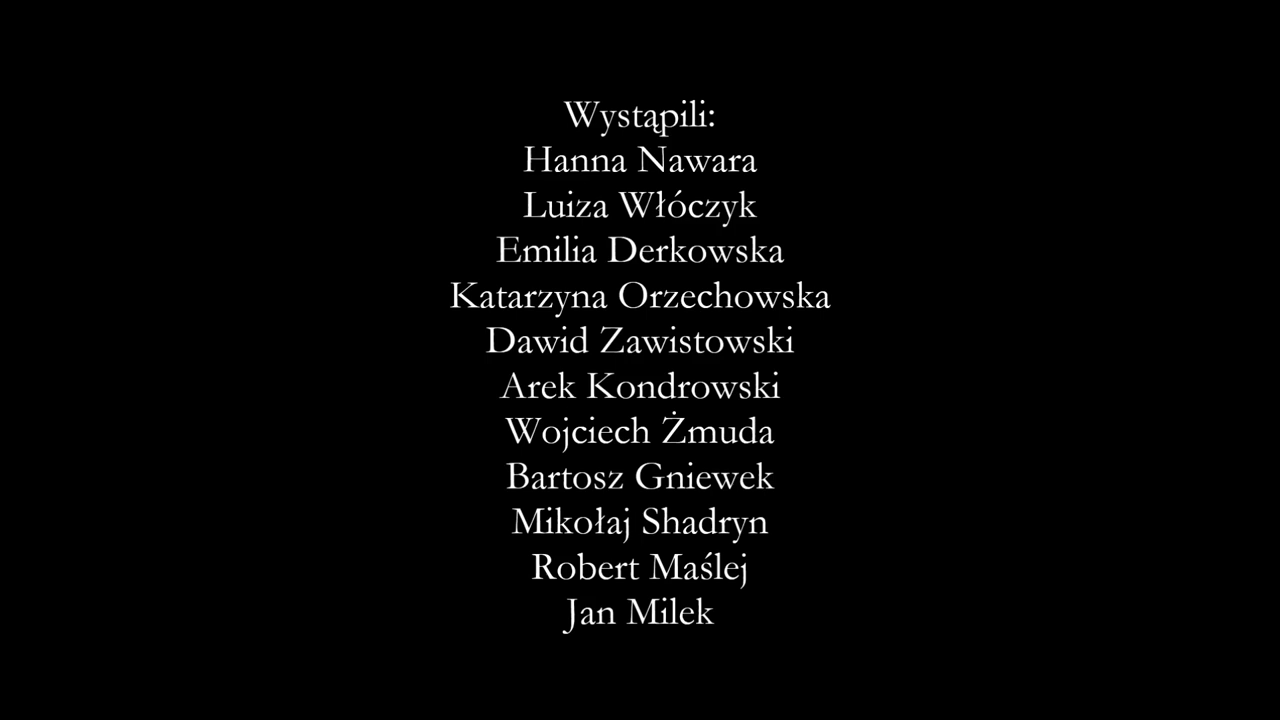 Wystąpili:
Hanna Nawara
Luiza Włóczyk
Emilia Derkowska
Katarzyna Orzechowska
Dawid Zawistowski
Arek Kondrowski
Wojciech Żmuda
Bartosz Gniewek
Mikołaj Shadryn
Robert Maślej
Jan Milek